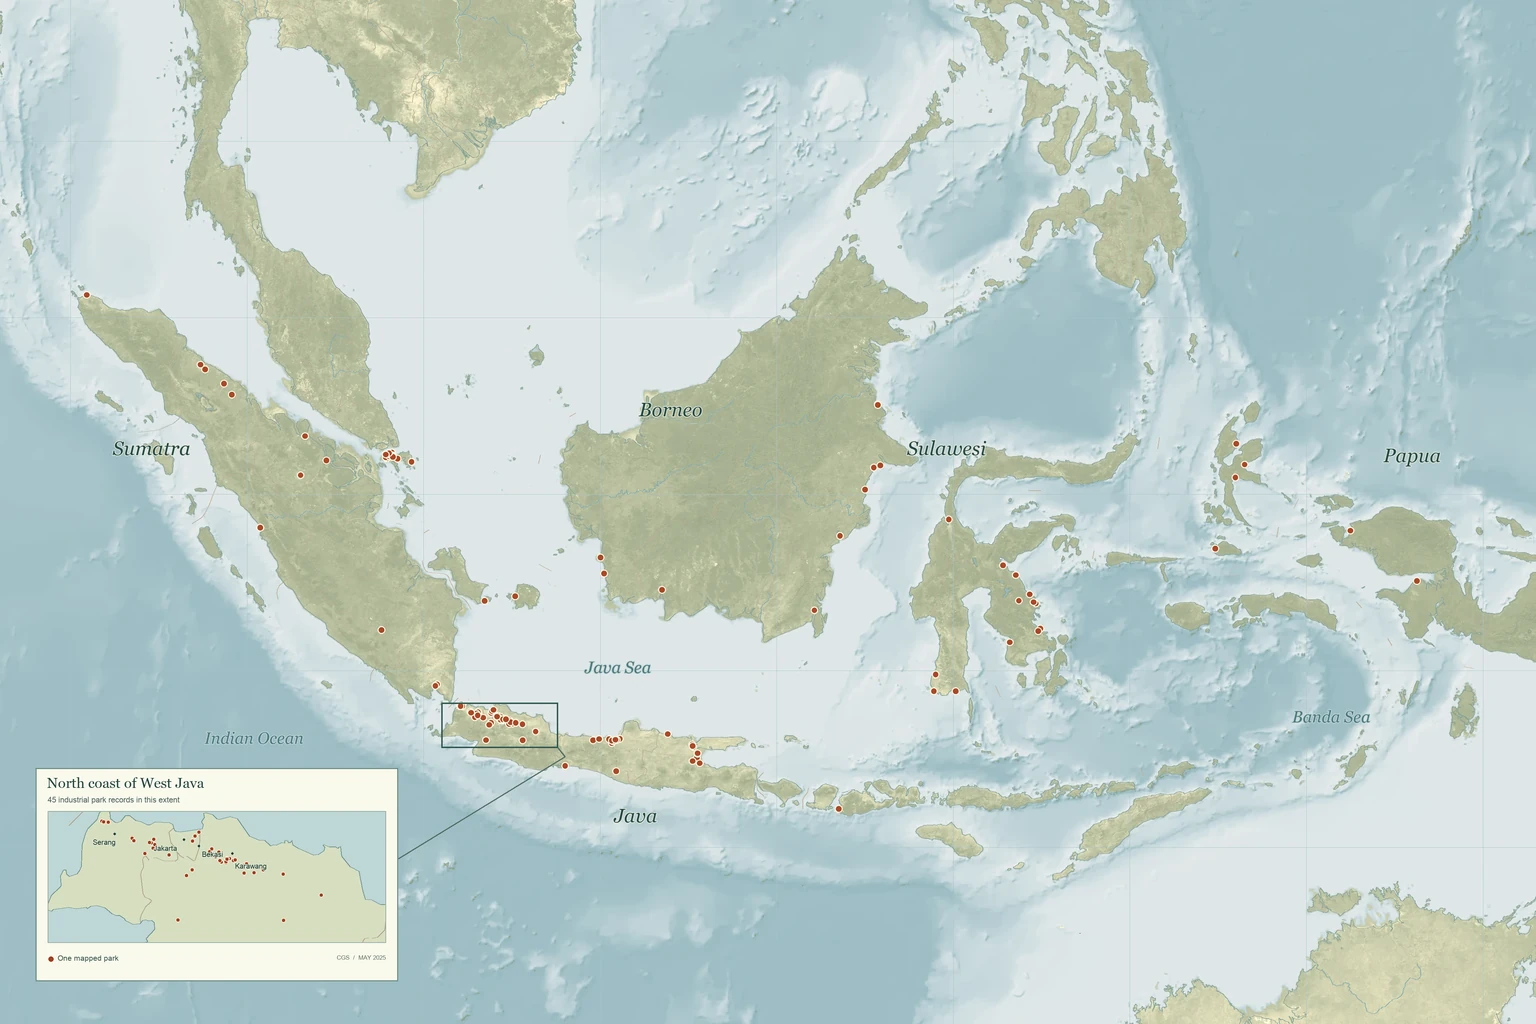 Borneo
Sumatra
Sulawesi
Papua
Java Sea
Banda Sea
Indian Ocean
Java
North coast of West Java
45 industrial park records in this extent
Serang
Jakarta
Bekasi
Karawang
One mapped park
CGS / MAY 2025